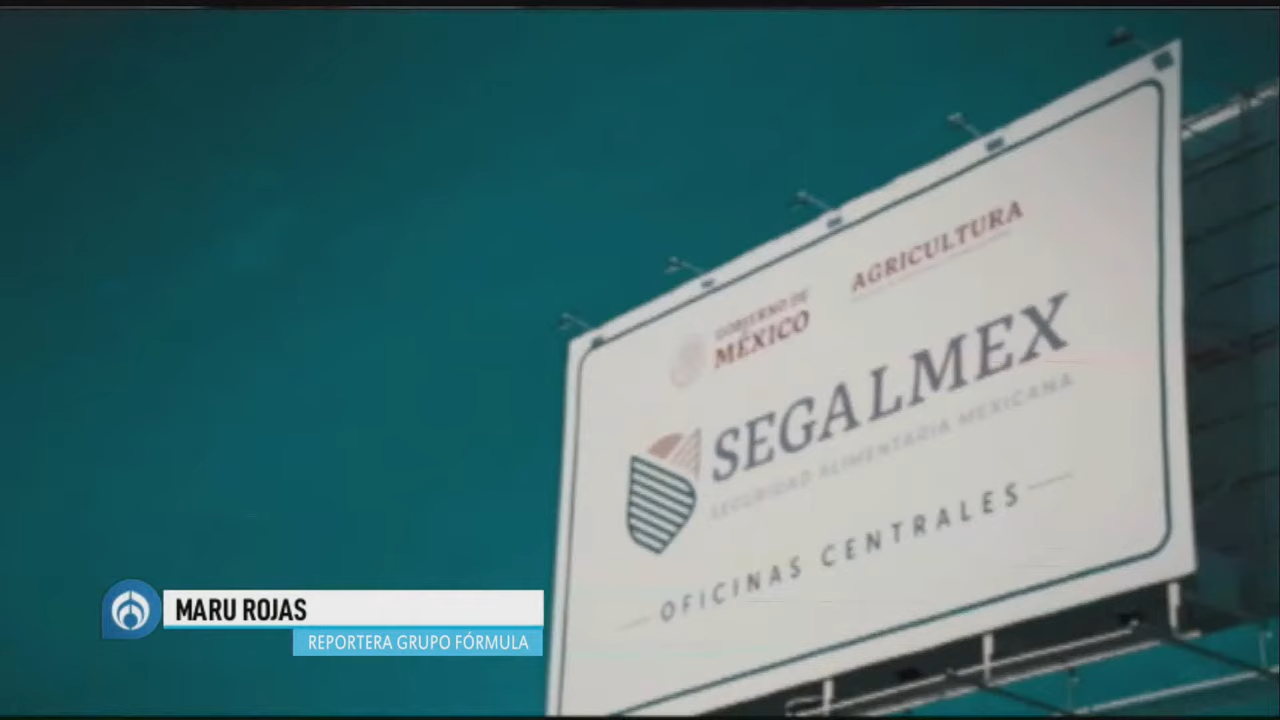 GOBIERNO DE
MÉXICO
AGRICULTURA
SEGALMEX
SEGURIDAD ALIMENTARIA MEXICANA
OFICINAS CENTRALES
MARU ROJAS
REPORTERA GRUPO FÓRMULA